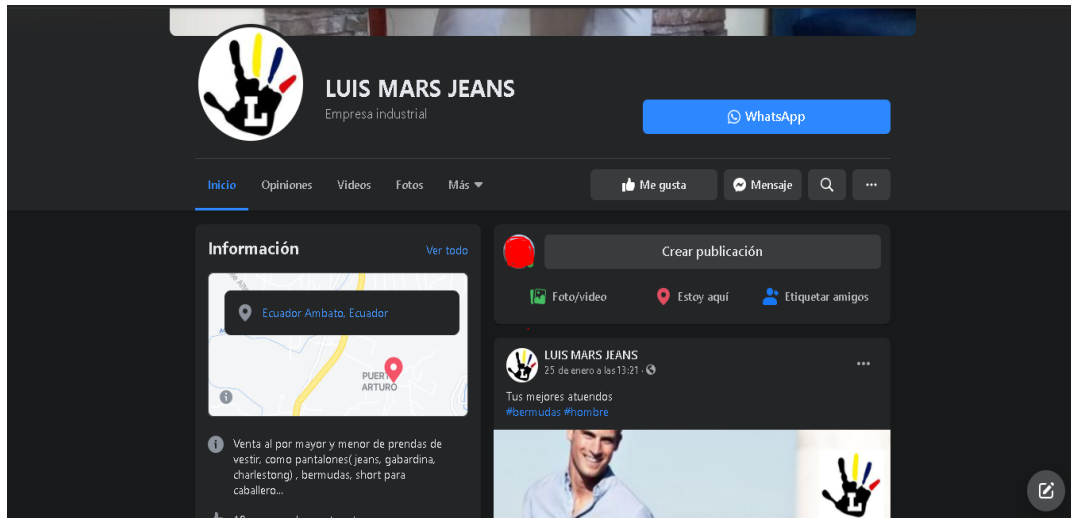 LUIS MARS JEANS
Empresa industrial
WhatsApp
Inicio
Opiniones
Videos
Fotos
Más
Me gusta
Mensaje
Información
Ver todo
Ecuador Ambato, Ecuador
ARTURO
Venta al por mayor y menor de prendas de
vestir, como pantalones( jeans, gabardina,
charlestong) , bermudas, short para
caballero...
Crear publicación
Foto/video
Estoy aquí
Etiquetar amigos
LUIS MARS JEANS
25 de enero a las 13:21 ·
Tus mejores atuendos
#bermudas #hombre
L
L
L